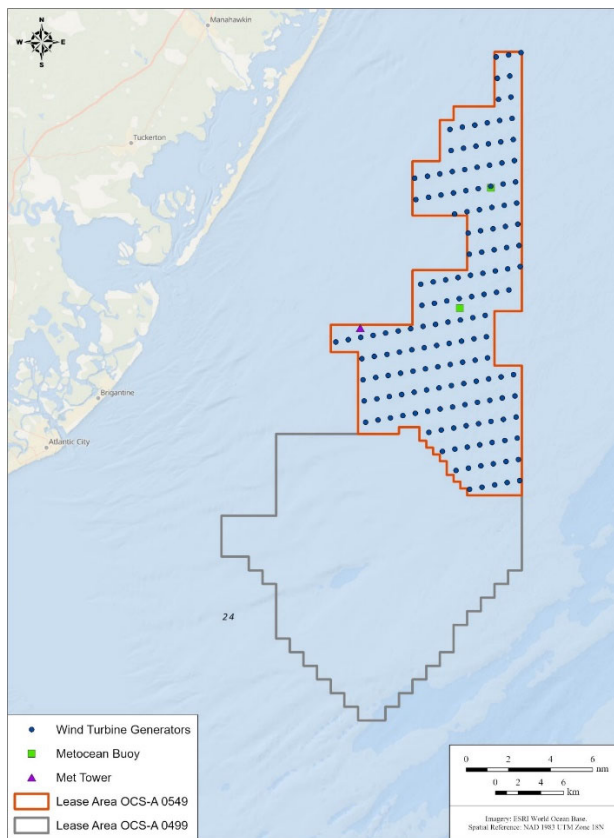 N
W
E
S
Manahawkin
Tuckerton
Brigantine
Atlantic City
24
Wind Turbine Generators
Metocean Buoy
Met Tower
Lease Area OCS-A 0549
Lease Area OCS-A 0499
0 2 4 6
nm
0 2 4 6
km
Imagery: ESRI World Ocean Base.
Spatial Reference: NAD 1983 UTM Zone 18N